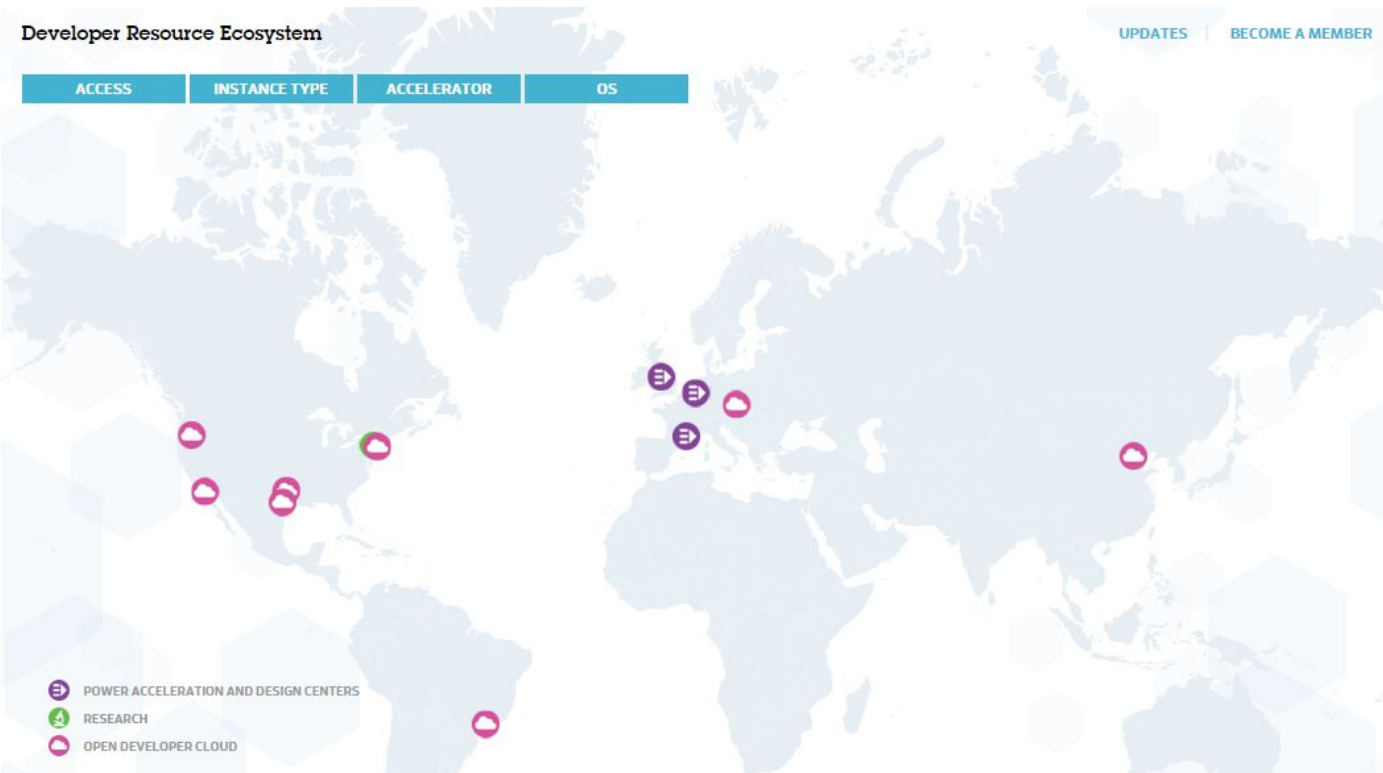 Developer Resource Ecosystem
UPDATES
BECOME A MEMBER
ACCESS
INSTANCE TYPE
ACCELERATOR
OS
POWER ACCELERATION AND DESIGN CENTERS
RESEARCH
OPEN DEVELOPER CLOUD